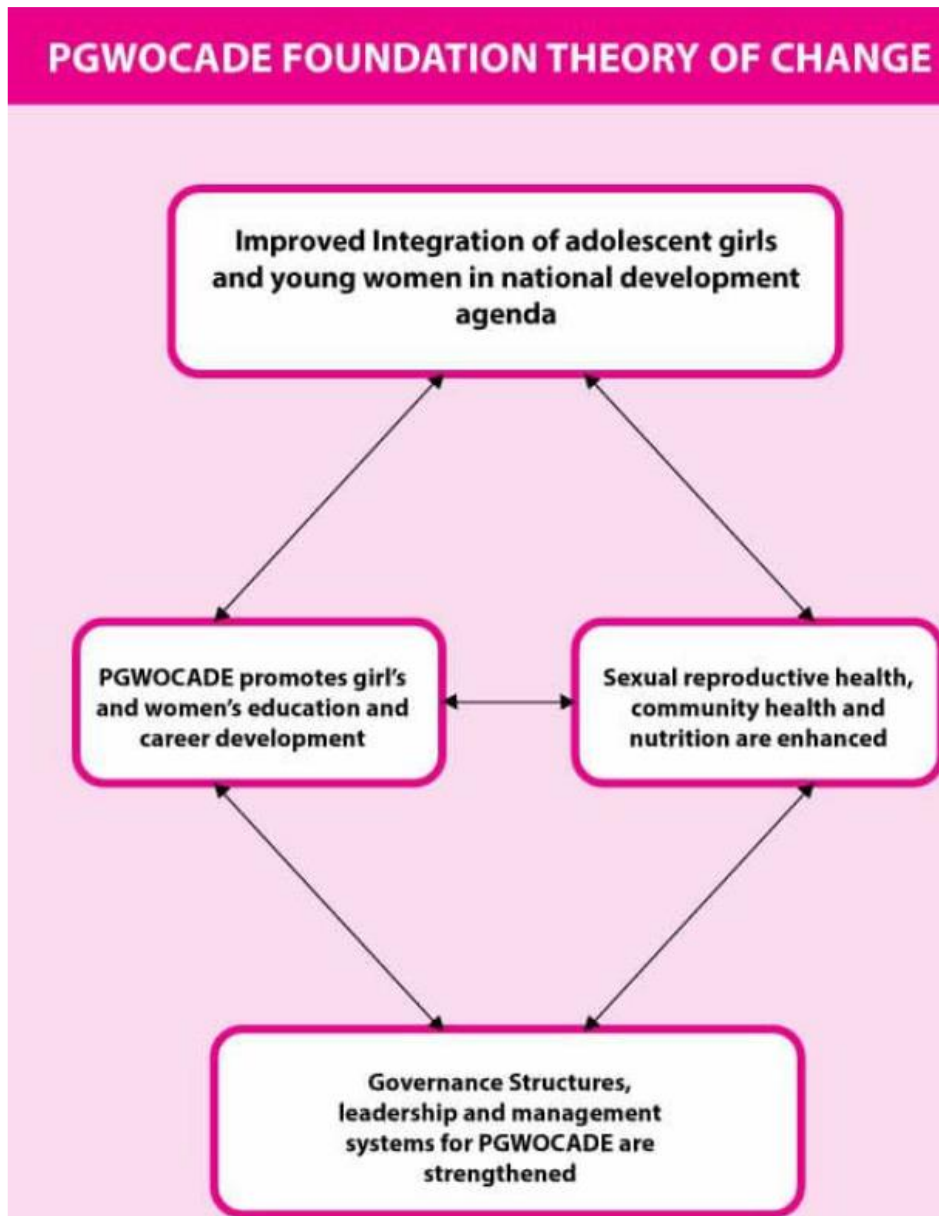 PGWOCADE FOUNDATION THEORY OF CHANGE
Improved Integration of adolescent girls
and young women in national development
agenda
PGWOCADE promotes girl's
and women's education and
career development
Sexual reproductive health,
community health and
nutrition are enhanced
Governance Structures,
leadership and management
systems for PGWOCADE are
strengthened